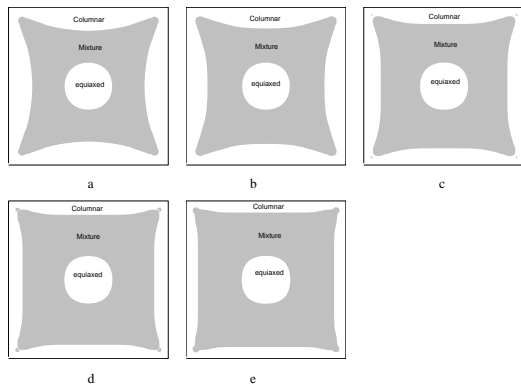 Columnar
Mixture
equiaxed
a
Columnar
Mixture
equiaxed
b
Columnar
Mixture
equiaxed
c
Columnar
Mixture
equiaxed
d
Columnar
Mixture
equiaxed
e